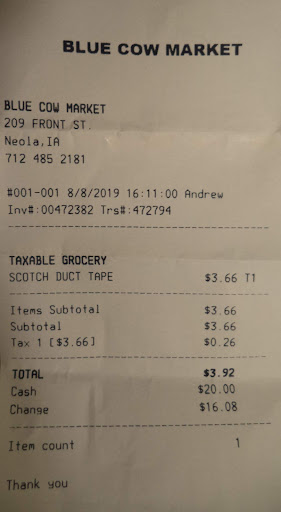 BLUE COW MARKET
BLUE COW MARKET
209 FRONT ST.
Neola,IA
712 485 2181
#001-001 8/8/2019 16:11:00 Andrew
Inv#:00472382 Trs#:472794
TAXABLE GROCERY
SCOTCH DUCT TAPE $3.66 T1
Items Subtotal $3.66
Subtotal $3.66
Tax 1 [$3.66] $0.26
TOTAL $3.92
Cash $20.00
Change $16.08
Item count 1
Thank you